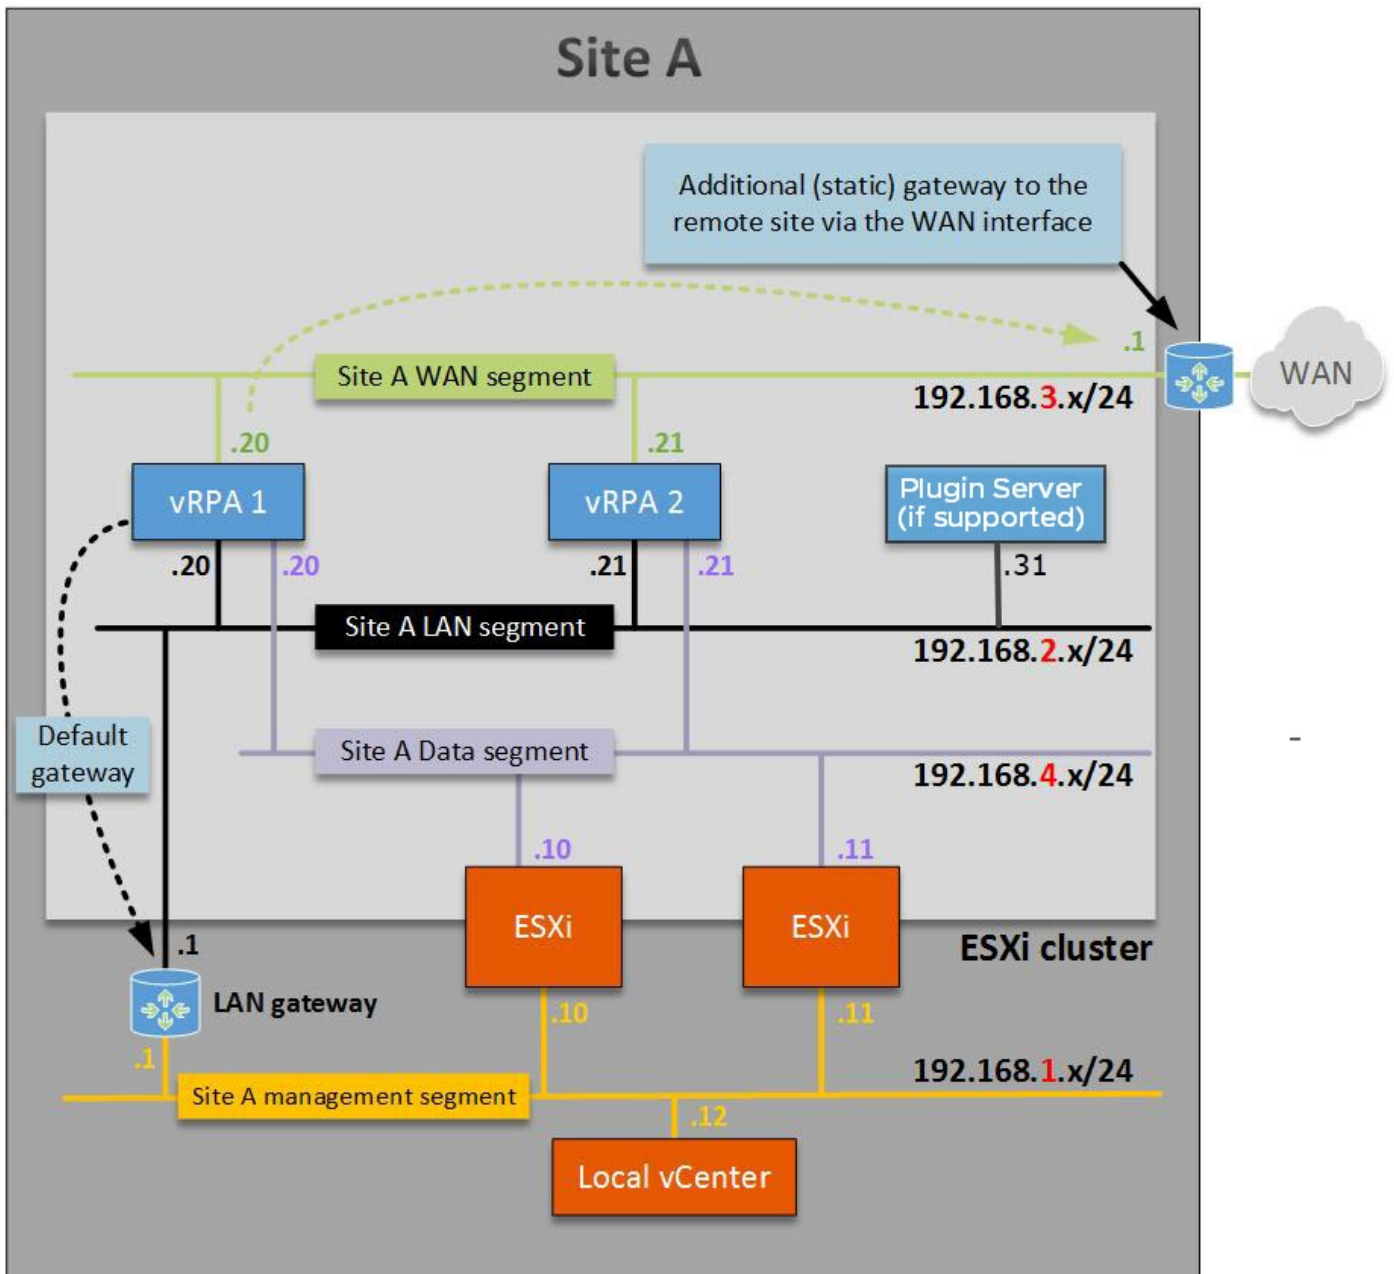 Site A
Additional (static) gateway to the
remote site via the WAN interface
.1
WAN
Site A WAN segment
192.168.3.x/24
.20
.21
vRPA 1
vRPA 2
Plugin Server
(if supported)
.20
.20
.21
.21
.31
Site A LAN segment
192.168.2.x/24
Default
gateway
Site A Data segment
192.168.4.x/24
.10
.11
ESXi
ESXi
ESXi cluster
.1
LAN gateway
.10
.11
.1
192.168.1.x/24
Site A management segment
.12
Local vCenter
-